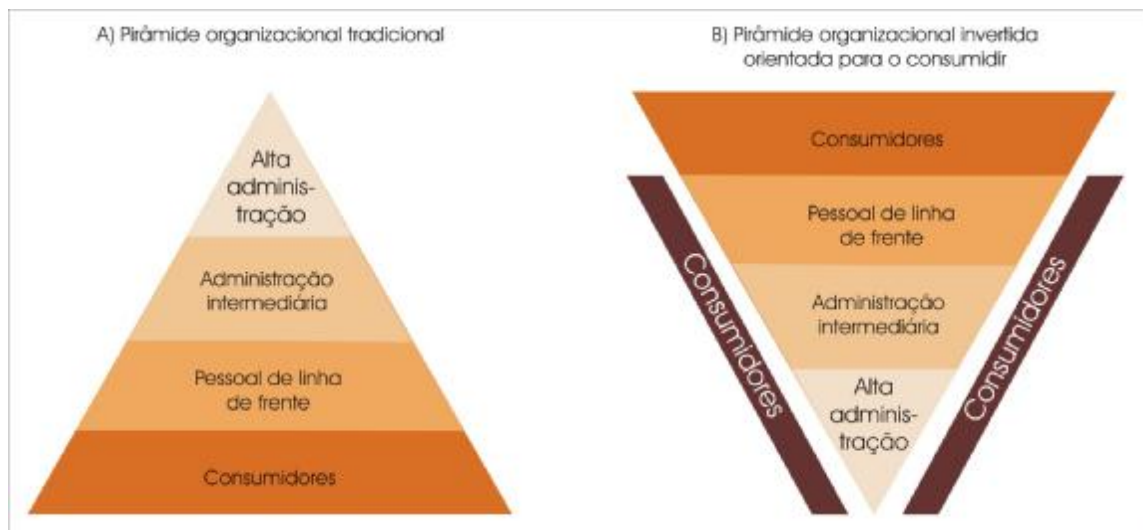 A) Pirâmide organizacional tradicional
Alta
adminis-
tração
Administração
intermediária
Pessoal de linha
de frente
Consumidores
B) Pirâmide organizacional invertida
orientada para o consumidir
Consumidores
Pessoal de linha
de frente
Administração
intermediária
Alta
adminis-
tração
Consumidores
Consumidores